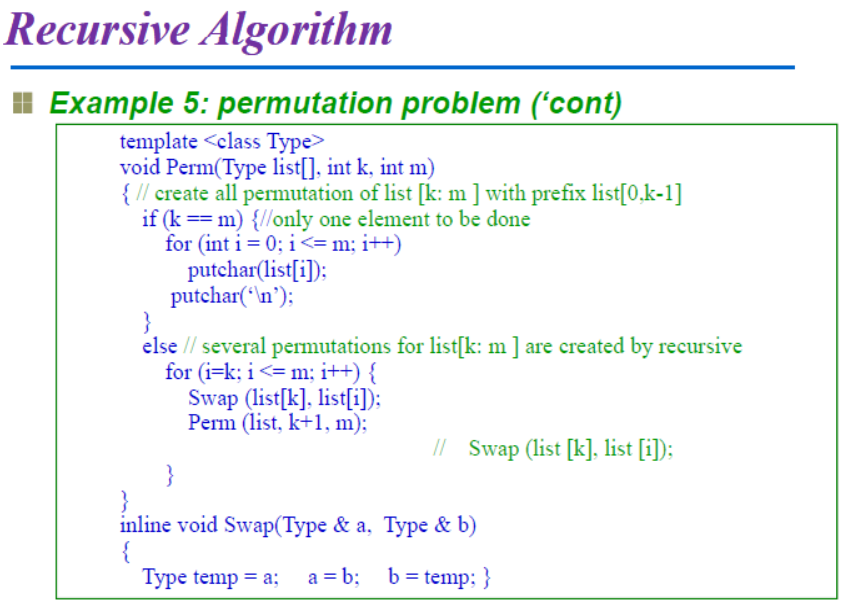 Recursive Algorithm
Example 5: permutation problem (‘cont)
template <class Type>
void Perm(Type list[], int k, int m)
{ // create all permutation of list [k: m ] with prefix list[0,k-1]
if (k == m) {//only one element to be done
for (int i = 0; i <= m; i++)
putchar(list[i]);
putchar(‘\n’);
}
else // several permutations for list[k: m ] are created by recursive
for (i=k; i <= m; i++) {
Swap (list[k], list[i]);
Perm (list, k+1, m);
// Swap (list [k], list [i]);
}
}
inline void Swap(Type & a, Type & b)
{
Type temp = a; a = b; b = temp; }